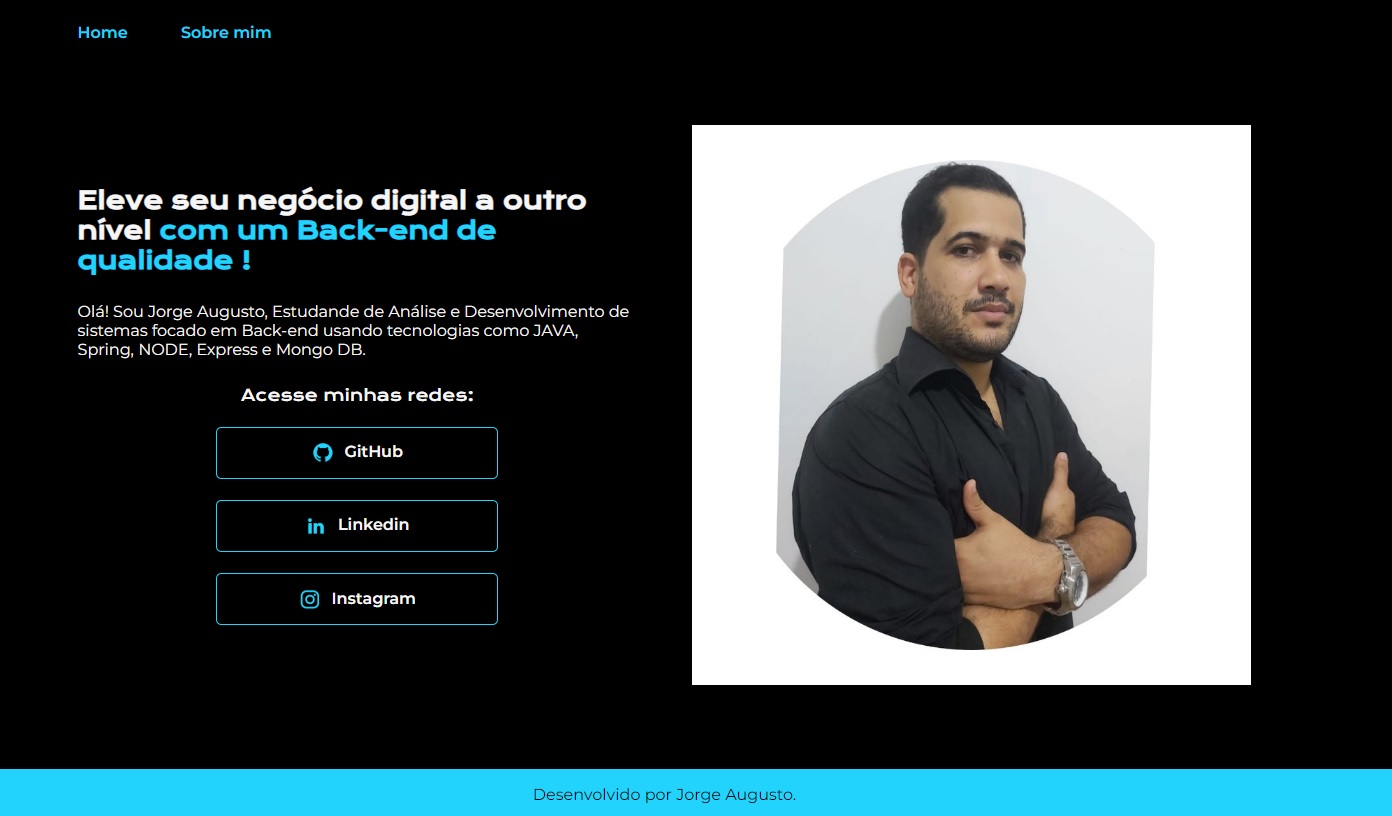 Home Sobre mim
Eleve seu negócio digital a outro
nível com um Back-end de
qualidade !
Olá! Sou Jorge Augusto, Estudande de Análise e Desenvolvimento de
sistemas focado em Back-end usando tecnologias como JAVA,
Spring, NODE, Express e Mongo DB.
Acesse minhas redes:
GitHub
Linkedin
Instagram
Desenvolvido por Jorge Augusto.